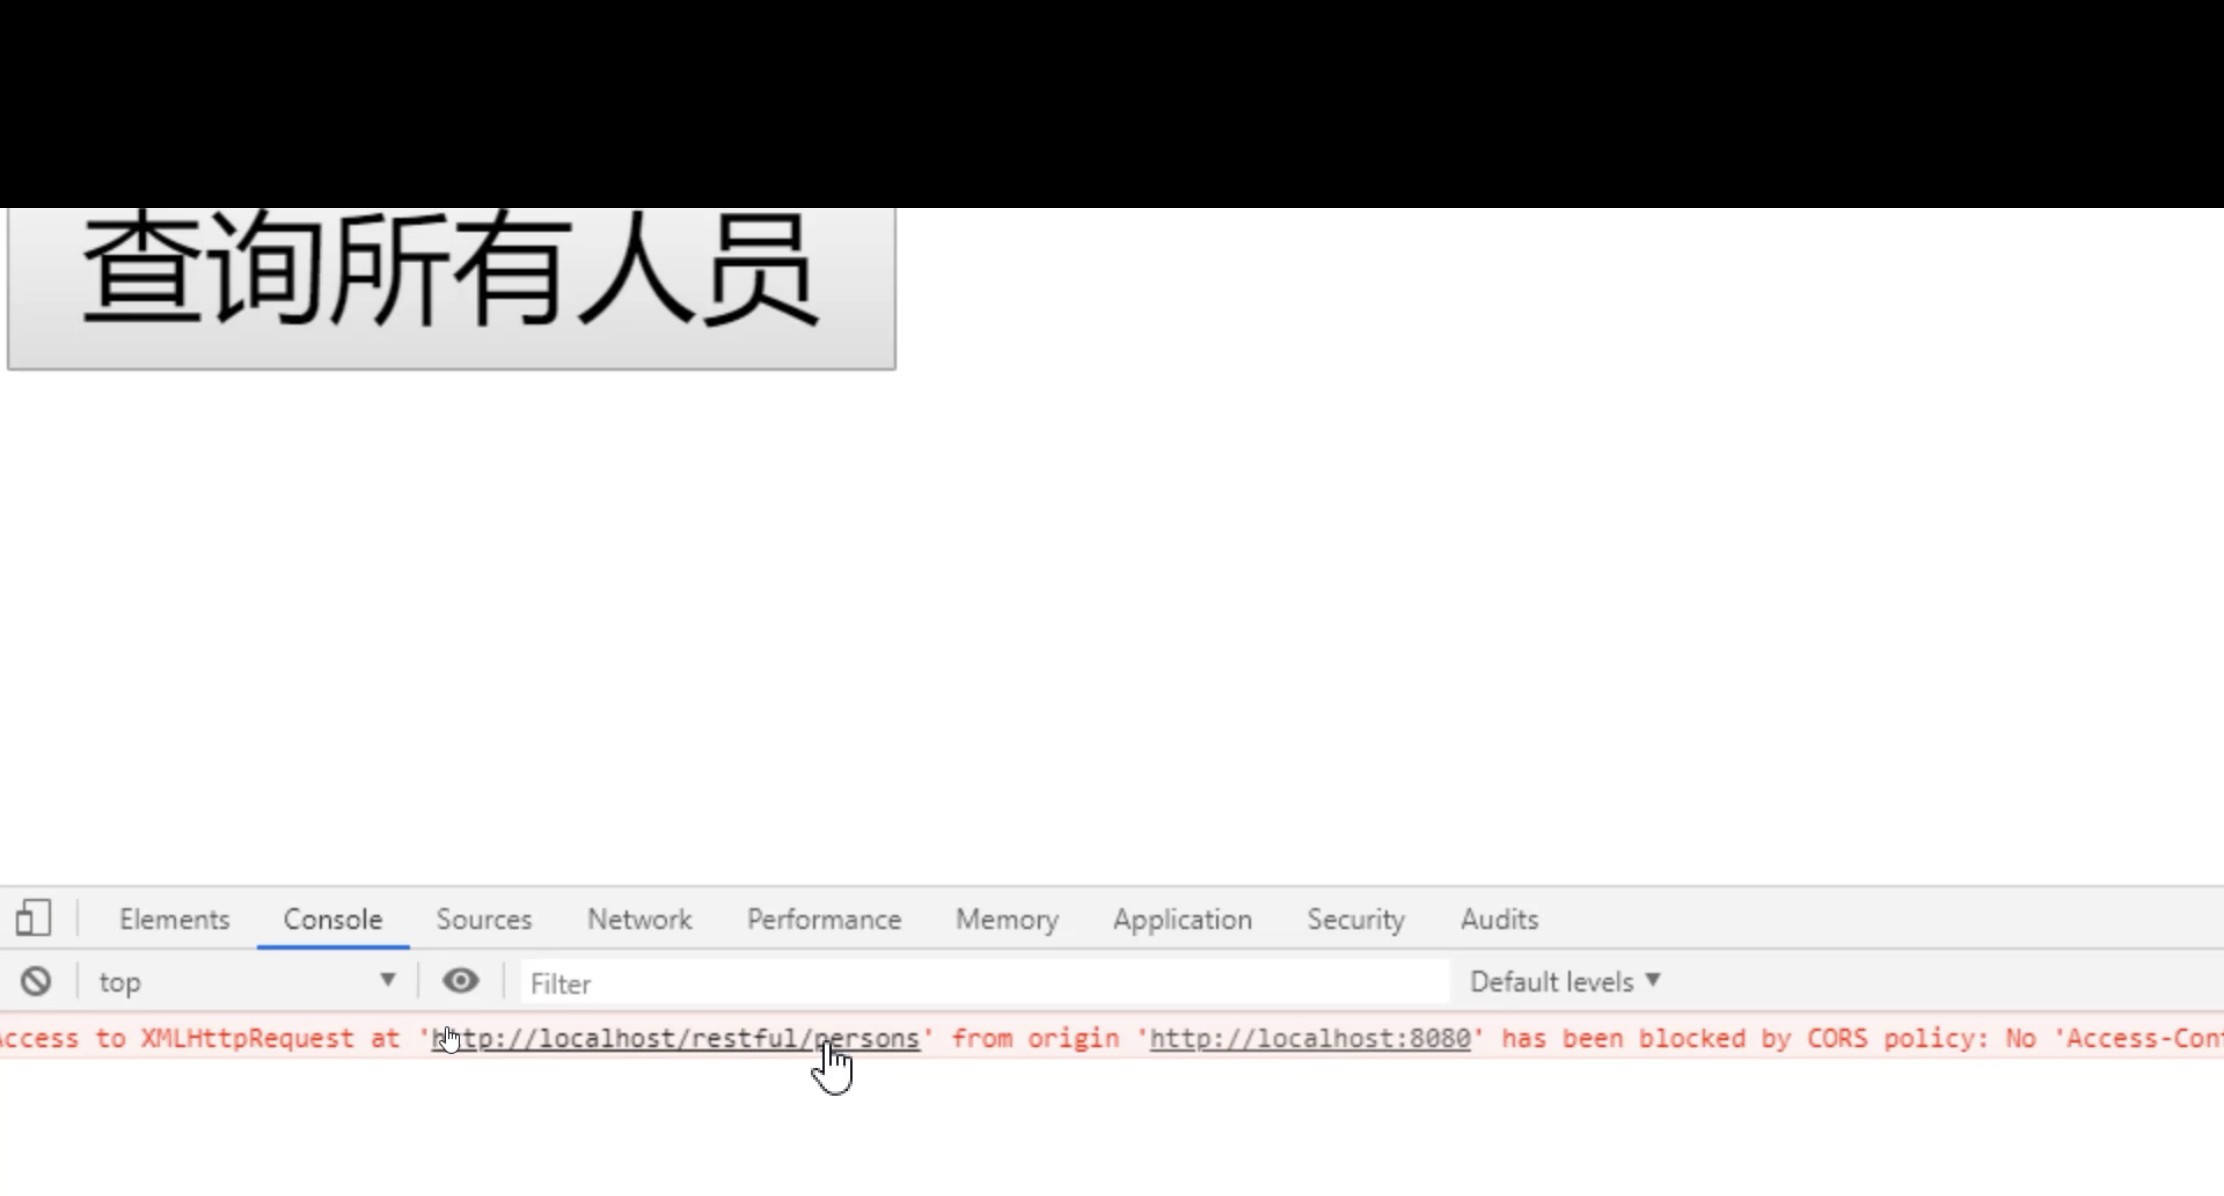 查询所有人员
Elements Console Sources Network Performance Memory Application Security Audits
top Filter Default levels
Access to XMLHttpRequest at 'http://localhost/restful/persons' from origin 'http://localhost:8080' has been blocked by CORS policy: No 'Access-Cont